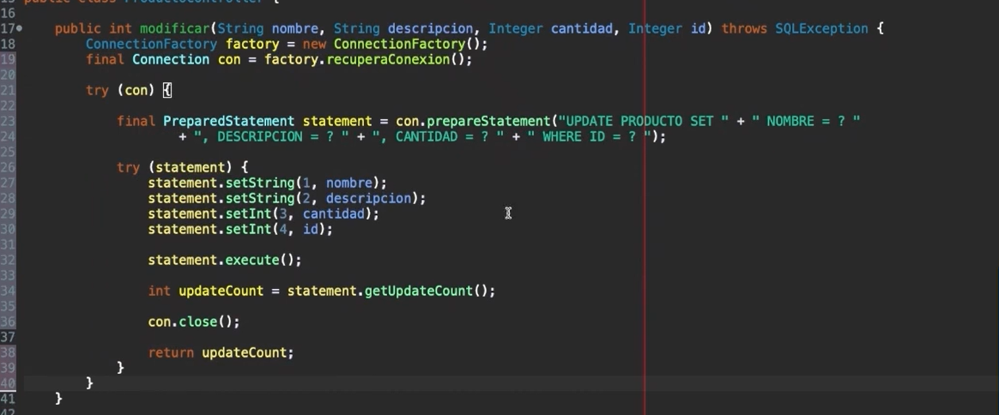 public class ProductoController {
16
17 public int modificar(String nombre, String descripcion, Integer cantidad, Integer id) throws SQLException {
18 ConnectionFactory factory = new ConnectionFactory();
19 final Connection con = factory.recuperaConexion();
20
21 try (con) {
22
23 final PreparedStatement statement = con.prepareStatement("UPDATE PRODUCTO SET " + " NOMBRE = ? "
24 + ", DESCRIPCION = ? " + ", CANTIDAD = ? " + " WHERE ID = ? ");
25
26 try (statement) {
27 statement.setString(1, nombre);
28 statement.setString(2, descripcion);
29 statement.setInt(3, cantidad);
30 statement.setInt(4, id);
31
32 statement.execute();
33
34 int updateCount = statement.getUpdateCount();
35
36 con.close();
37
38 return updateCount;
39 }
40 }
41 }
42